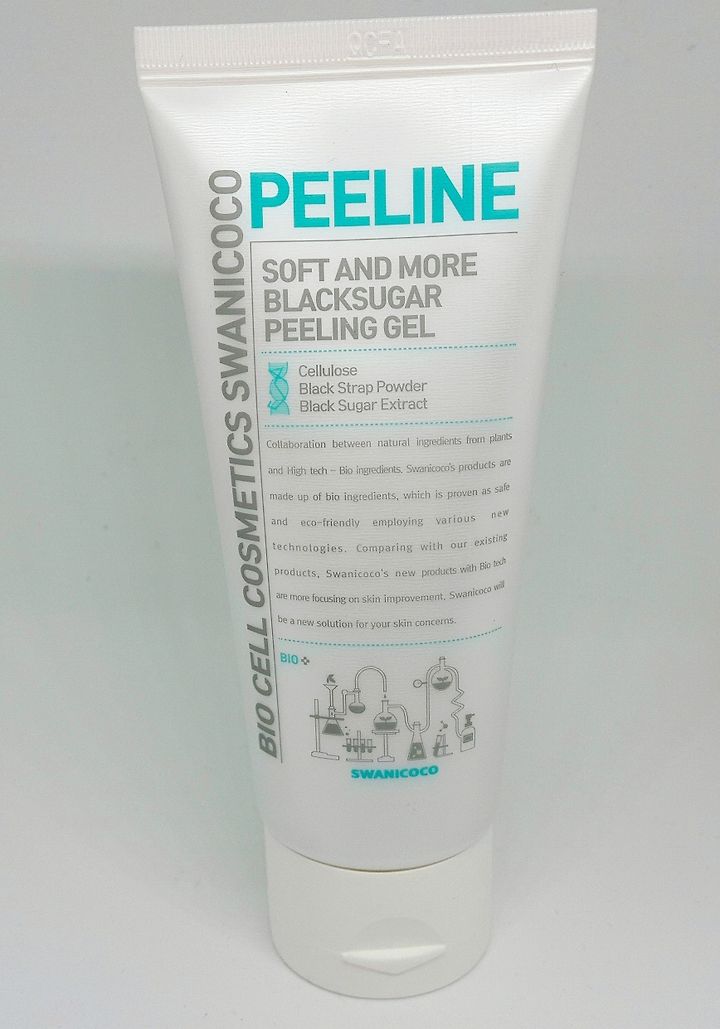 PEELINE
BIO CELL COSMETICS SWANICOCO
SOFT AND MORE
BLACKSUGAR
PEELING GEL
Cellulose
Black Strap Powder
Black Sugar Extract
Collaboration between natural ingredients from plants
and High tech – Bio ingredients. Swanicoco's products are
made up of bio ingredients, which is proven as safe
and eco-friendly employing various new
technologies. Comparing with our existing
products, Swanicoco's new products with Bio tech
are more focusing on skin improvement. Swanicoco will
be a new solution for your skin concerns.
BIO+
SWANICOCO